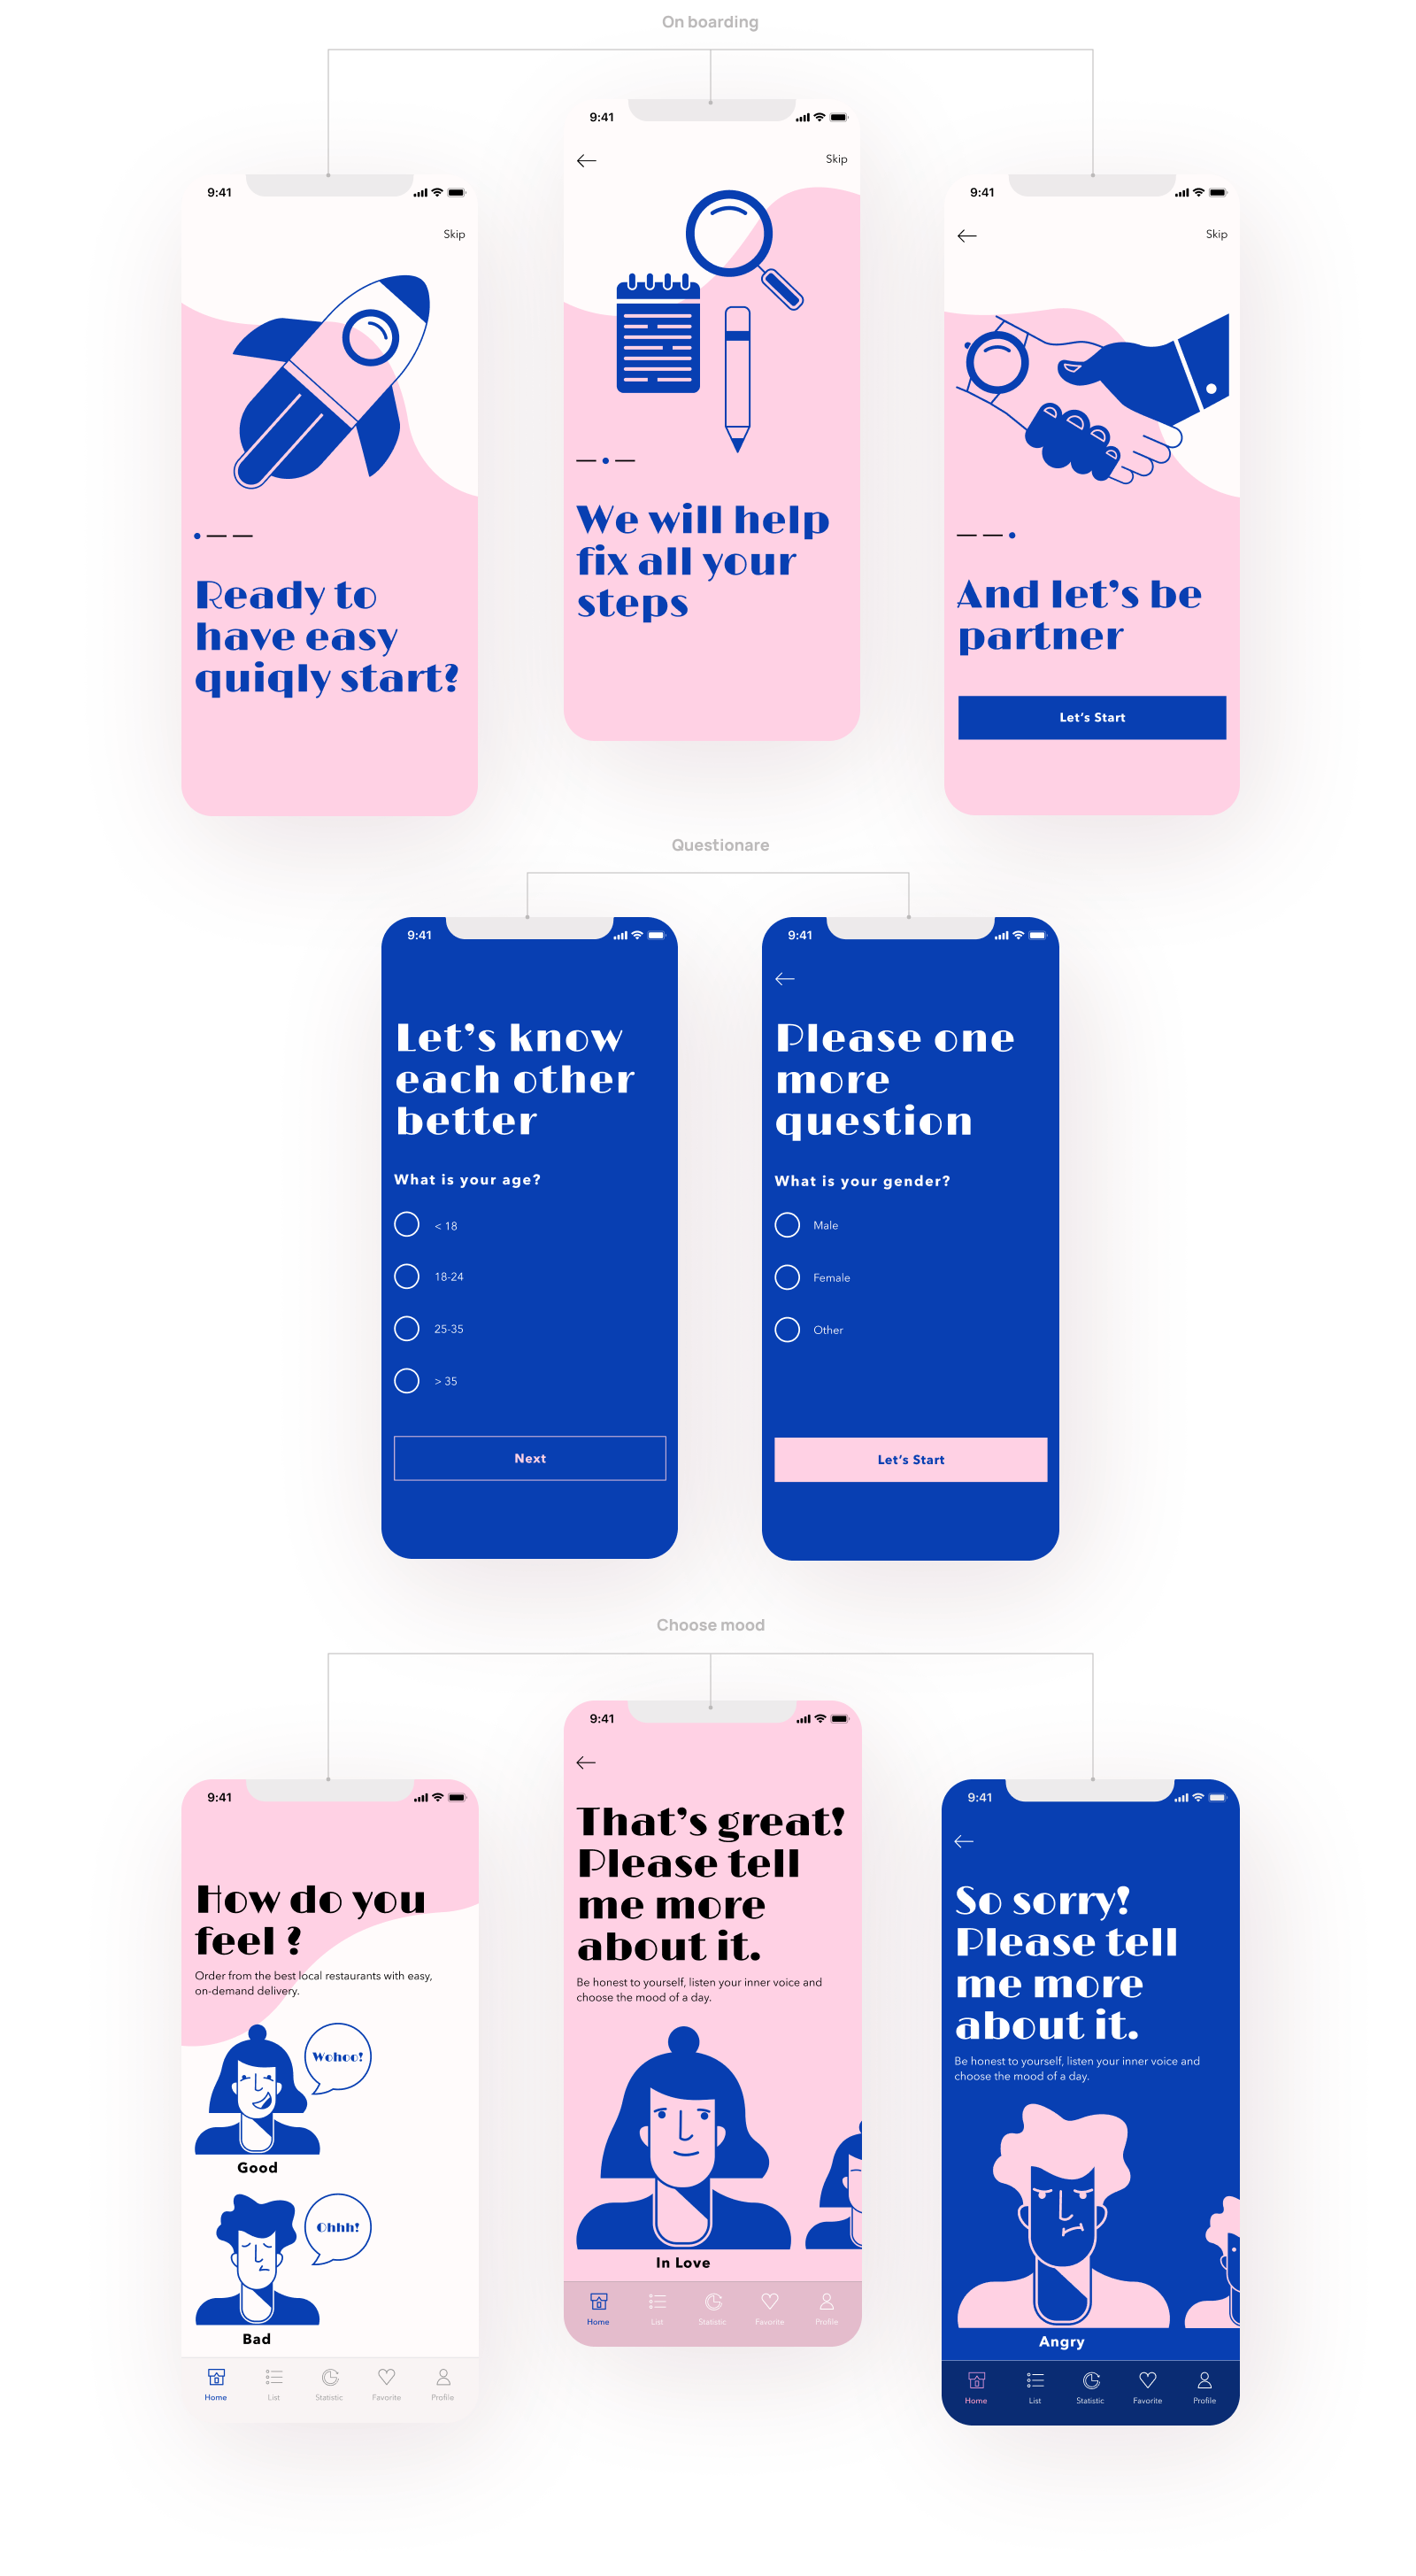 On boarding
9:41
Skip
Ready to
have easy
quiqly start?
9:41
Skip
We will help
fix all your
steps
9:41
Skip
And let's be
partner
Let's Start
Questionare
9:41
Let's know
each other
better
What is your age?
< 18
18-24
25-35
> 35
Next
9:41
Please one
more
question
What is your gender?
Male
Female
Other
Let's Start
Choose mood
9:41
How do you
feel ?
Order from the best local restaurants with easy,
on-demand delivery.
Wohoo!
Good
Ohhh!
Bad
Home List Statistic Favorite Profile
9:41
That's great!
Please tell
me more
about it.
Be honest to yourself, listen your inner voice and
choose the mood of a day.
In Love
Home List Statistic Favorite Profile
9:41
So sorry!
Please tell
me more
about it.
Be honest to yourself, listen your inner voice and
choose the mood of a day.
Angry
Home List Statistic Favorite Profile